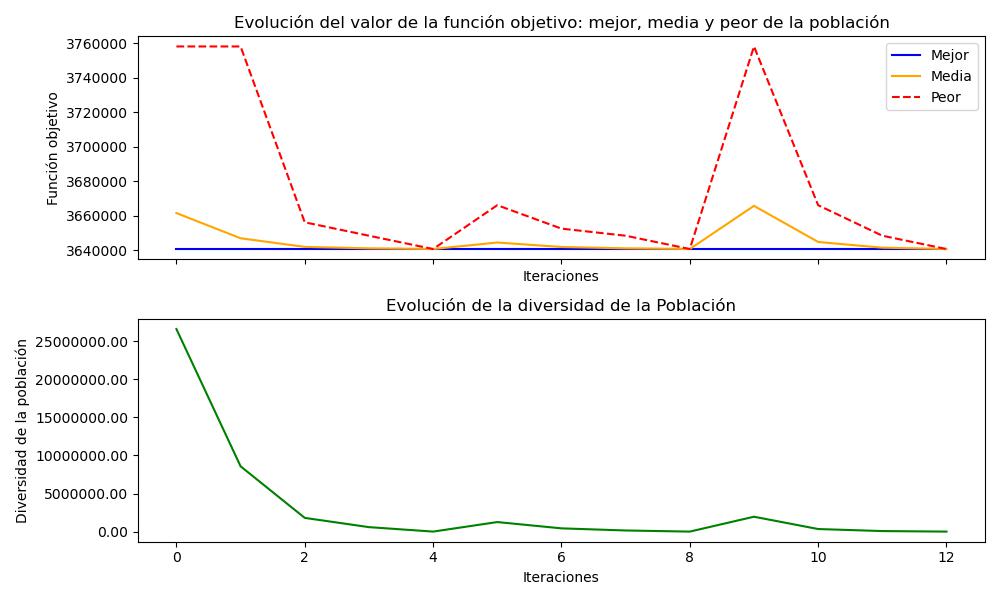 Evolución del valor de la función objetivo: mejor, media y peor de la población
3760000
3740000
3720000
3700000
3680000
3660000
3640000
Función objetivo
Mejor
Media
Peor
Iteraciones
Evolución de la diversidad de la Población
25000000.00
20000000.00
15000000.00
10000000.00
5000000.00
0.00
Diversidad de la población
0 2 4 6 8 10 12
Iteraciones